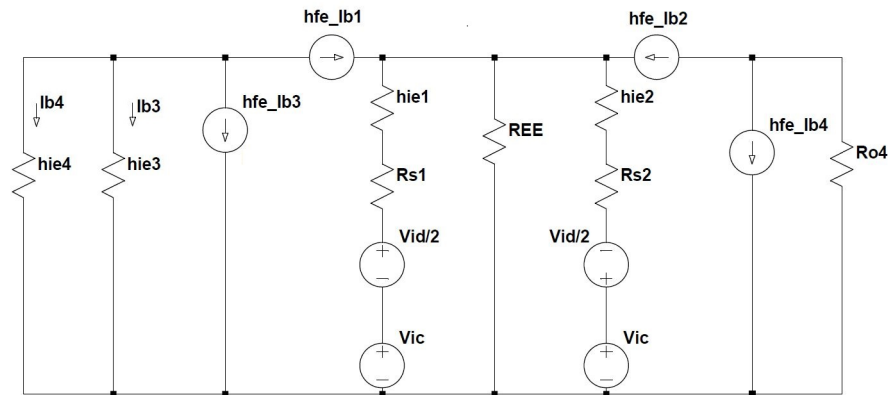 hfe_Ib1
hfe_Ib2
Ib4
Ib3
hfe_Ib3
hie1
hie2
REE
hfe_Ib4
hie4
hie3
Rs1
Rs2
Ro4
Vid/2
Vid/2
Vic
Vic